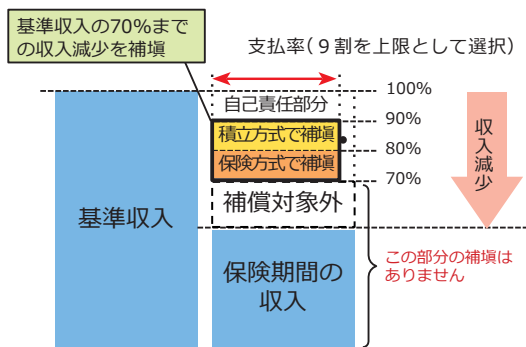 基準収入の70%まで
の収入減少を補塡
支払率(9割を上限として選択)
100%
自己責任部分
90%
積立方式で補塡
80%
保険方式で補塡
70%
収入減少
基準収入
補償対象外
保険期間の
収入
この部分の補塡は
ありません